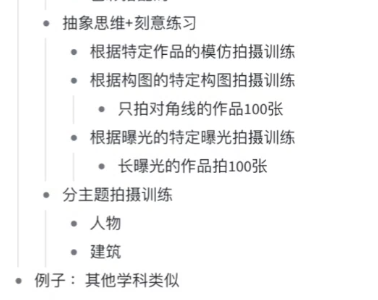 抽象思维+刻意练习
根据特定作品的模仿拍摄训练
根据构图的特定构图拍摄训练
只拍对角线的作品100张
根据曝光的特定曝光拍摄训练
长曝光的作品拍100张
分主题拍摄训练
人物
建筑
例子：其他学科类似